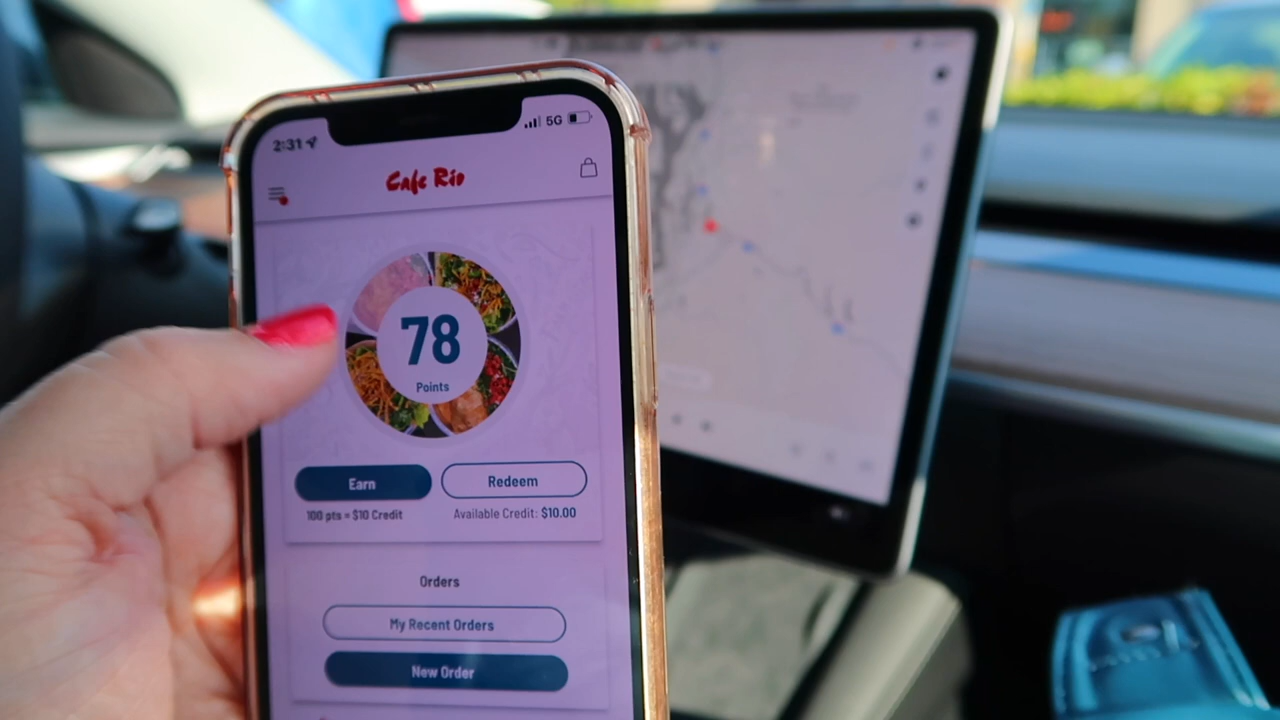 2:31
5G
Cafe Rio
78
Points
Earn
Redeem
100 pts = $10 Credit
Available Credit: $10.00
Orders
My Recent Orders
New Order